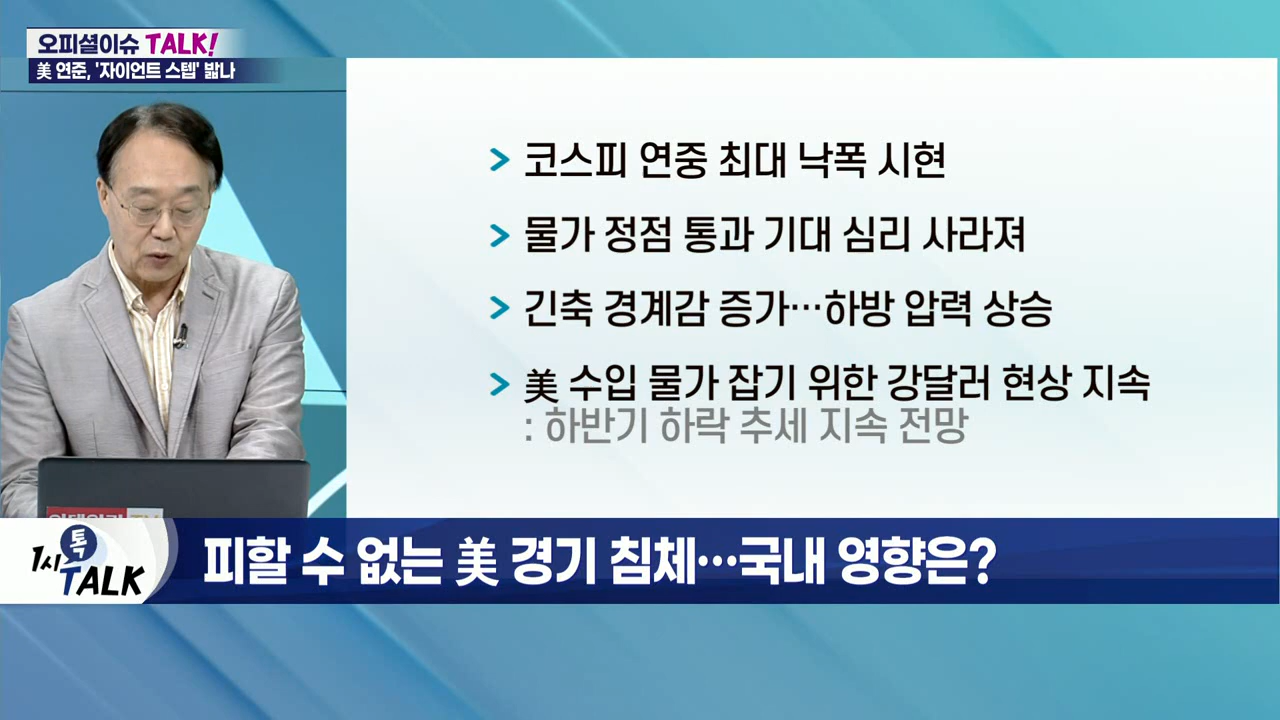 오피셜이슈 TALK!
美 연준, '자이언트 스텝' 밟나
> 코스피 연중 최대 낙폭 시현
> 물가 정점 통과 기대 심리 사라져
> 긴축 경계감 증가…하방 압력 상승
> 美 수입 물가 잡기 위한 강달러 현상 지속
: 하반기 하락 추세 지속 전망
1시 톡 TALK
피할 수 없는 美 경기 침체…국내 영향은?